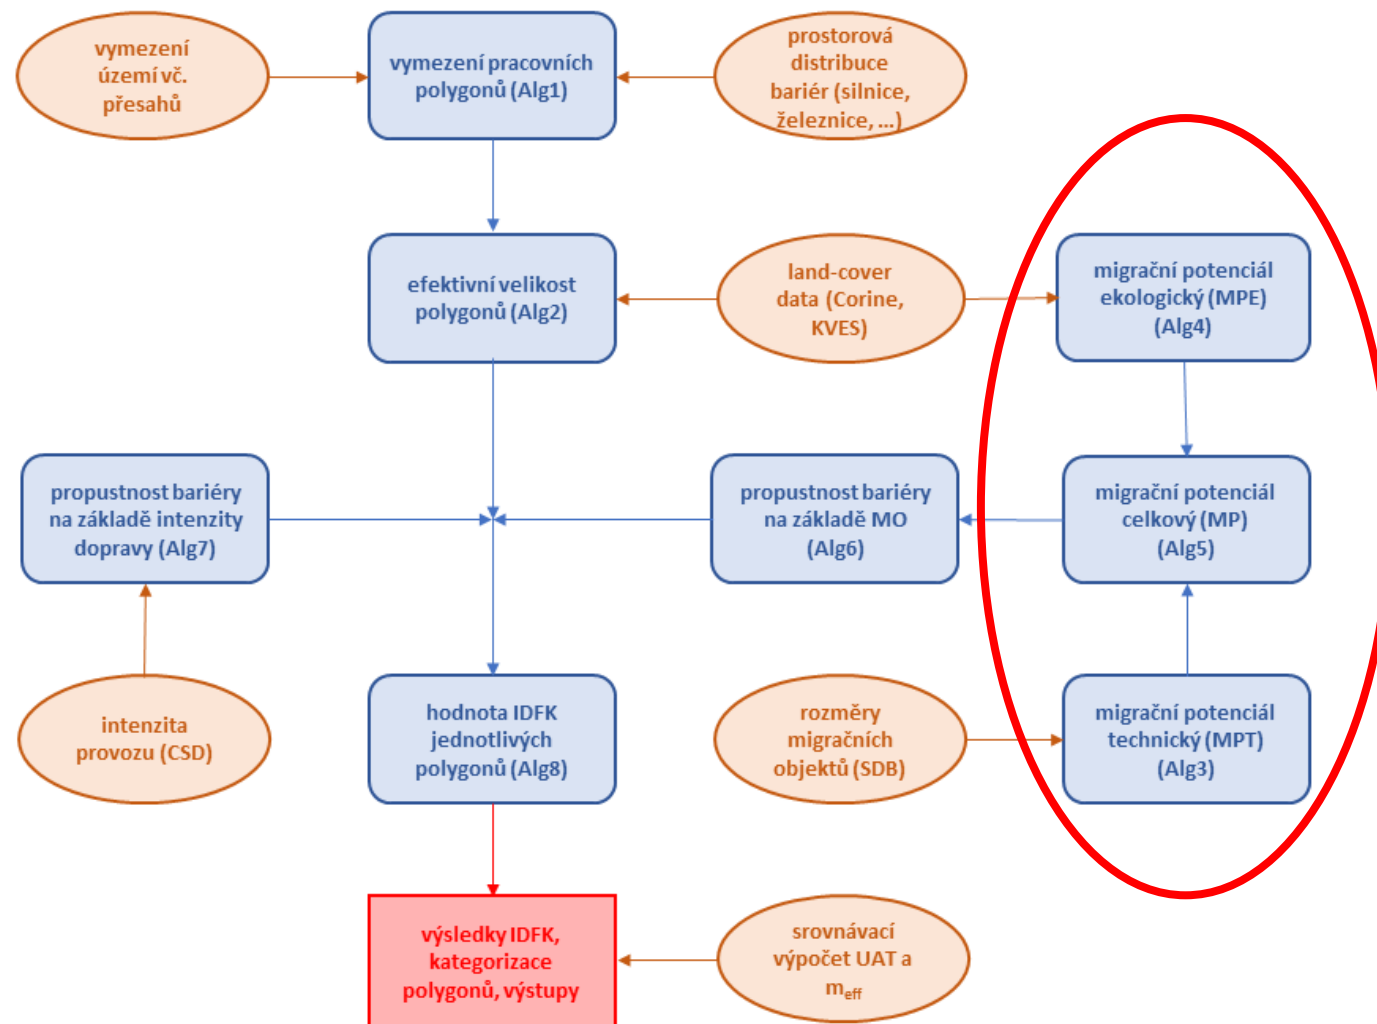 vymezení
území vč.
přesahů
vymezení pracovních
polygonů (Alg1)
prostorová
distribuce
bariér (silnice,
železnice, ...)
efektivní velikost
polygonů (Alg2)
land-cover
data (Corine,
KVES)
migrační potenciál
ekologický (MPE)
(Alg4)
propustnost bariéry
na základě intenzity
dopravy (Alg7)
propustnost bariéry
na základě MO
(Alg6)
migrační potenciál
celkový (MP)
(Alg5)
intenzita
provozu (CSD)
hodnota IDFK
jednotlivých
polygonů (Alg8)
rozměry
migračních
objektů (SDB)
migrační potenciál
technický (MPT)
(Alg3)
výsledky IDFK,
kategorizace
polygonů, výstupy
srovnávací
výpočet UAT a
meff